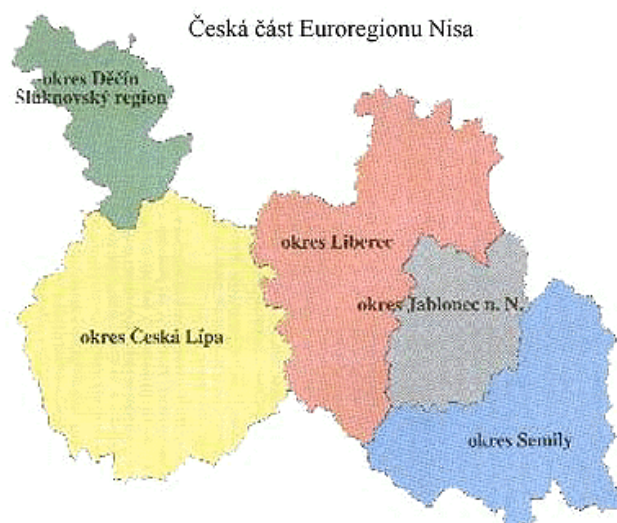 Česká část Euroregionu Nisa
okres Děčín
Šluknovský region
okres Liberec
okres Jablonec n. N.
okres Česká Lípa
okres Semily